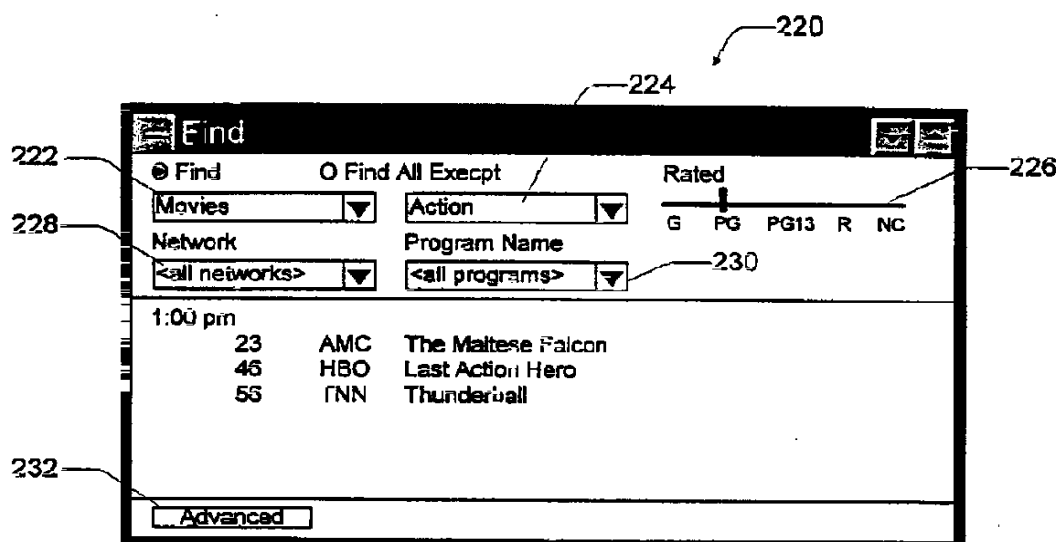 220
224
Find
222
Find
Find All Execpt
Rated
226
Movies
Action
G PG PG13 R NC
228
Network
Program Name
<all networks>
<all programs>
230
1:00 pm
23 AMC The Maltese Falcon
46 HBO Last Action Hero
56 TNN Thunderball
232
Advanced